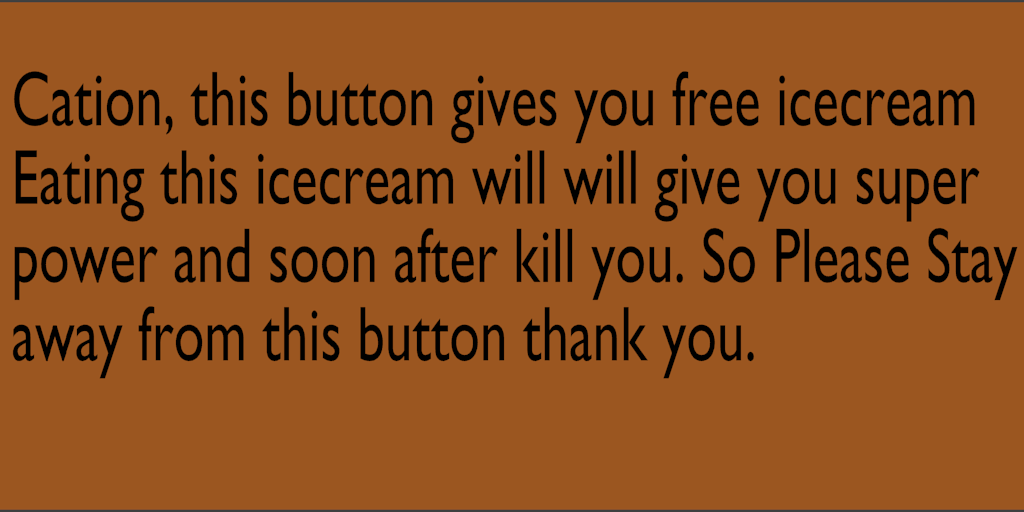 Cation, this button gives you free icecream
Eating this icecream will will give you super
power and soon after kill you. So Please Stay
away from this button thank you.